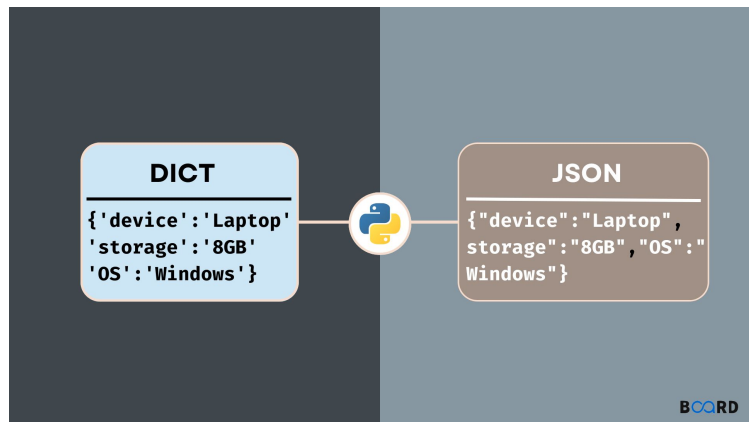 DICT
{'device':'Laptop'
'storage':'8GB'
'OS':'Windows'}
JSON
{"device":"Laptop",
storage":"8GB","OS":"
Windows"}
BOARD